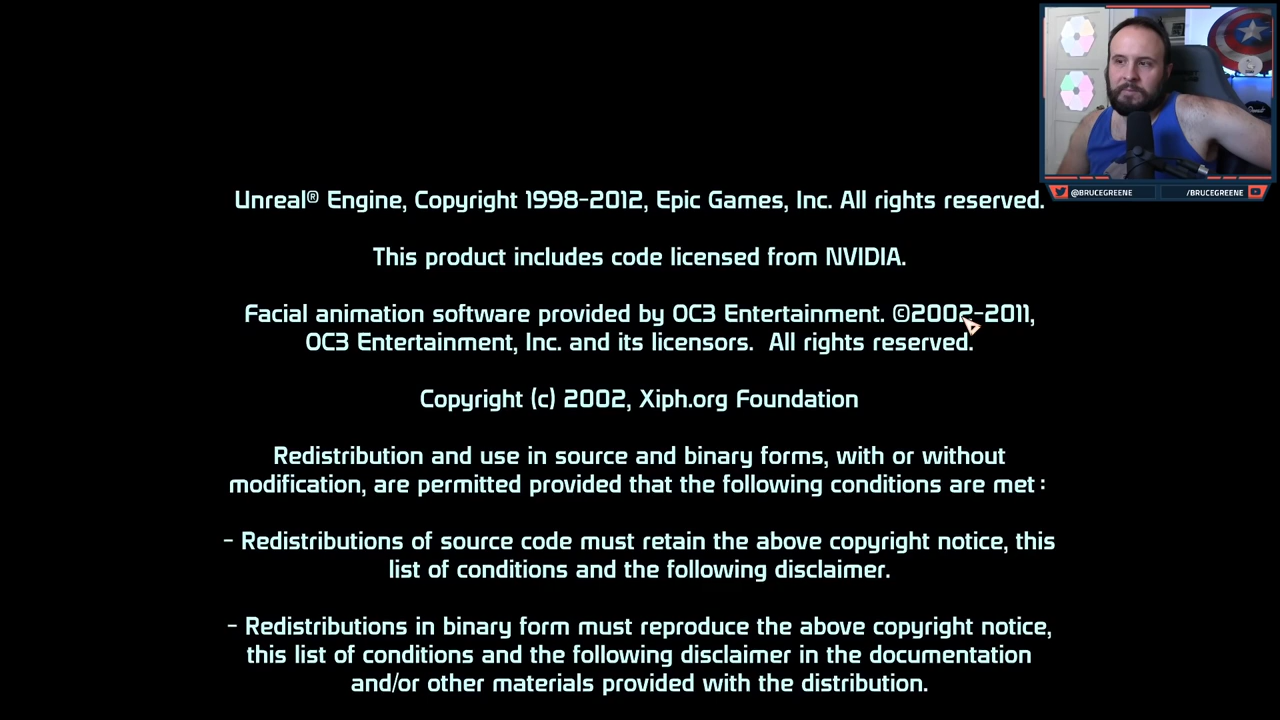 Unreal® Engine, Copyright 1998-2012, Epic Games, Inc. All rights reserved.
This product includes code licensed from NVIDIA.
Facial animation software provided by OC3 Entertainment. ©2002-2011,
OC3 Entertainment, Inc. and its licensors. All rights reserved.
Copyright (c) 2002, Xiph.org Foundation
Redistribution and use in source and binary forms, with or without
modification, are permitted provided that the following conditions are met:
- Redistributions of source code must retain the above copyright notice, this
list of conditions and the following disclaimer.
- Redistributions in binary form must reproduce the above copyright notice,
this list of conditions and the following disclaimer in the documentation
and/or other materials provided with the distribution.
@BRUCEGREENE
/BRUCEGREENE